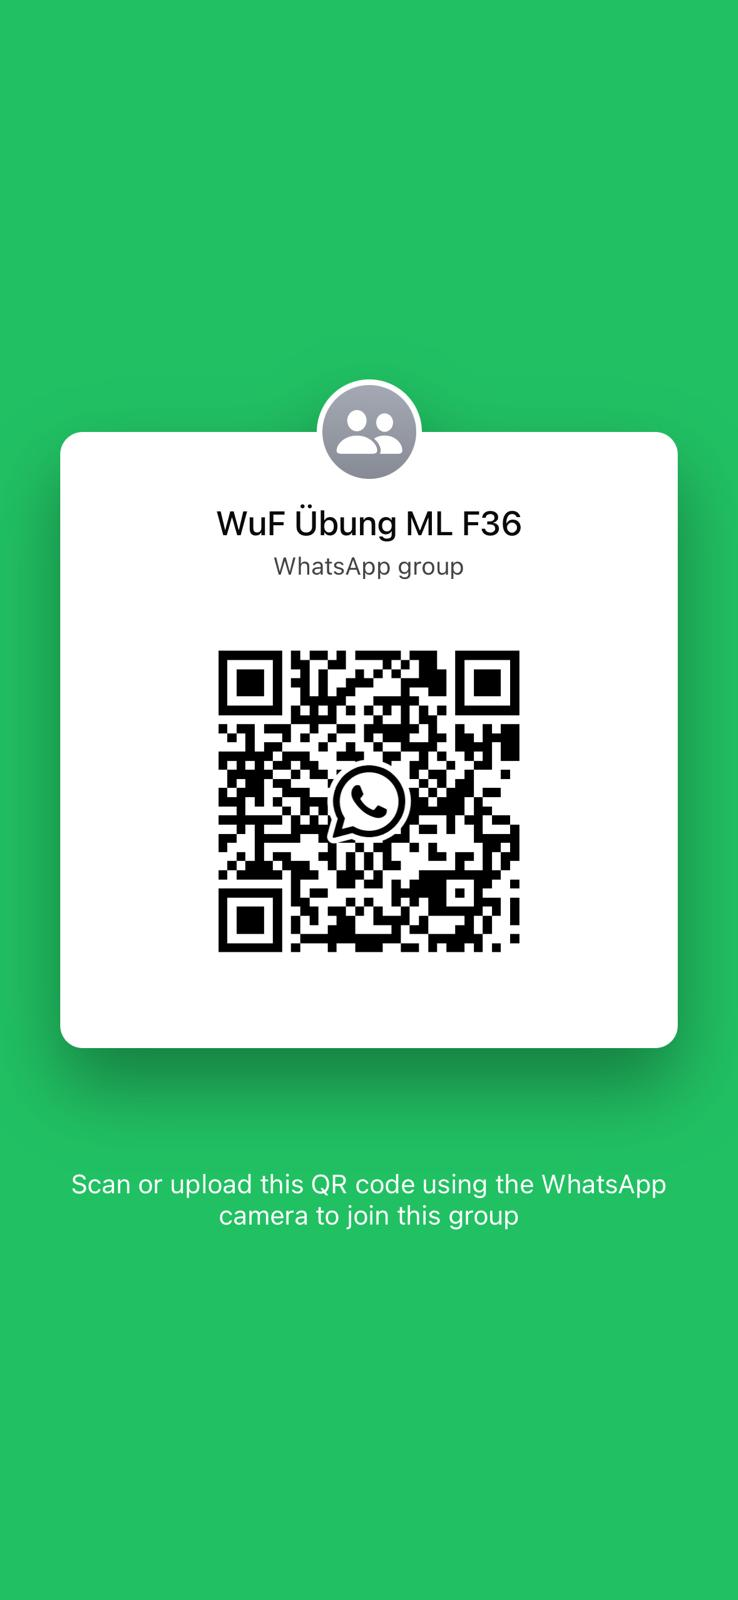 WuF Übung ML F36
WhatsApp group
Scan or upload this QR code using the WhatsApp
camera to join this group